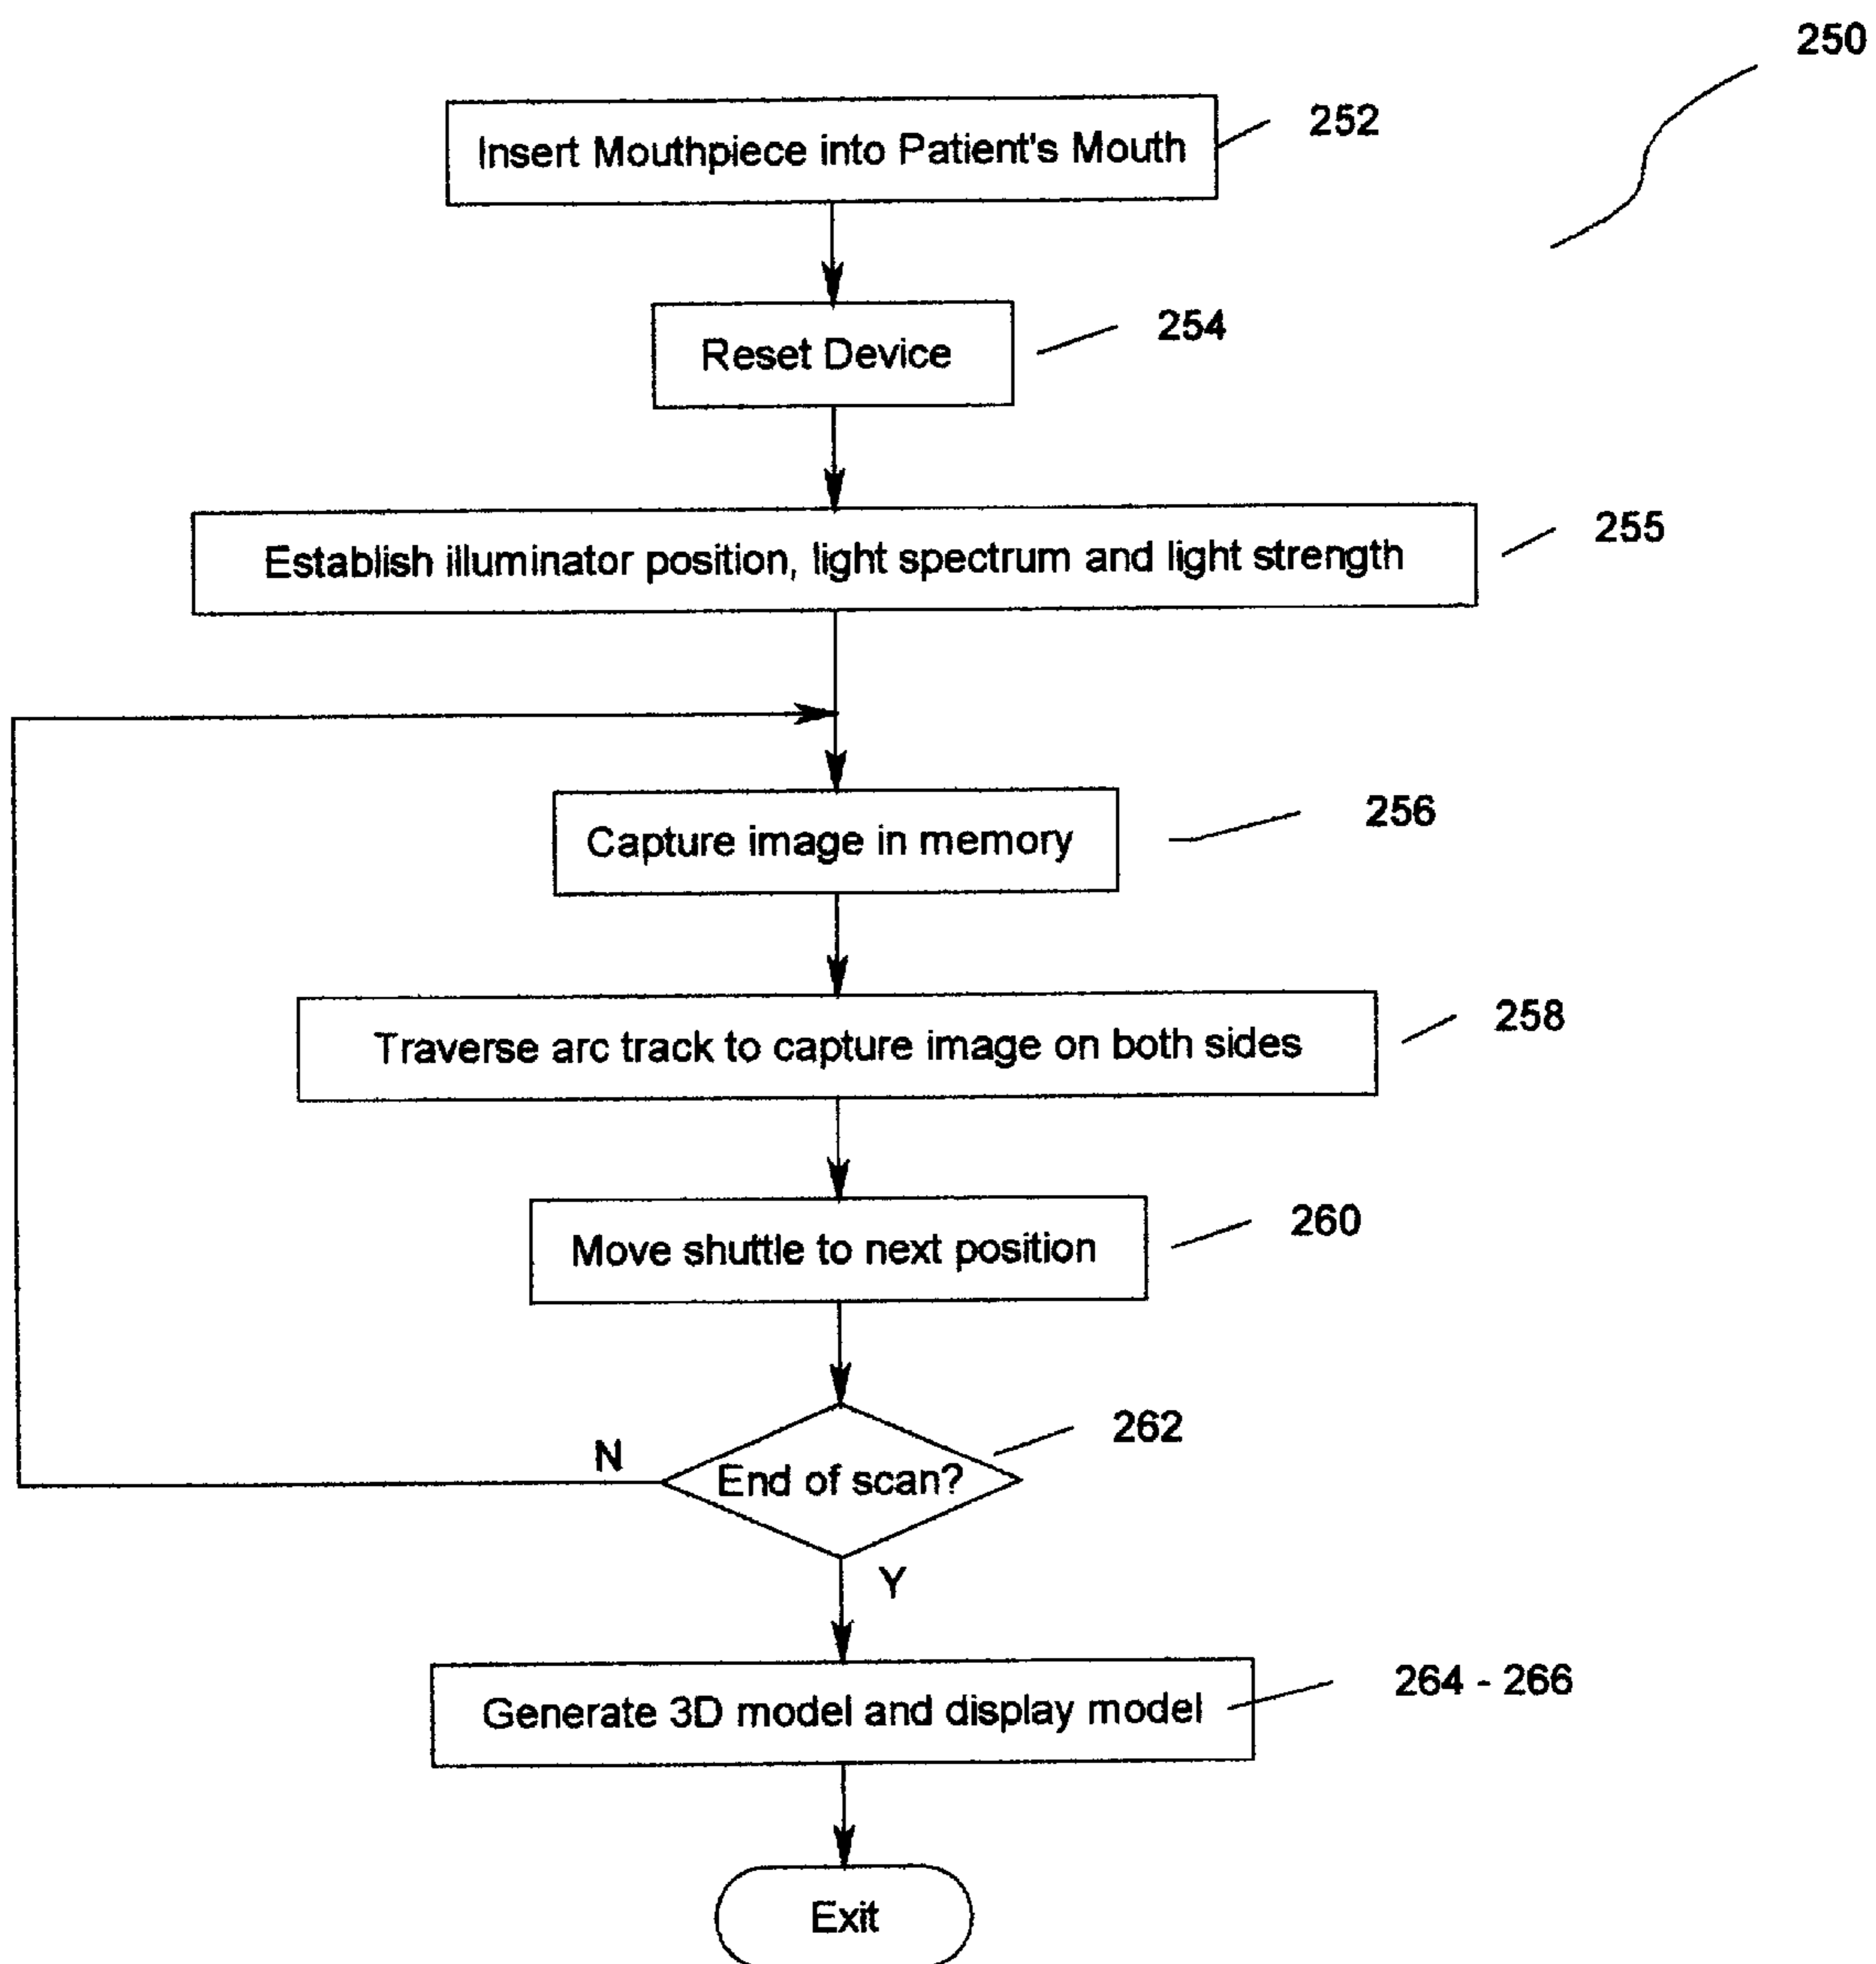 250
Insert Mouthpiece into Patient's Mouth
252
Reset Device
254
Establish illuminator position, light spectrum and light strength
255
Capture image in memory
256
Traverse arc track to capture image on both sides
258
Move shuttle to next position
260
End of scan?
262
N
Y
Generate 3D model and display model
264 - 266
Exit